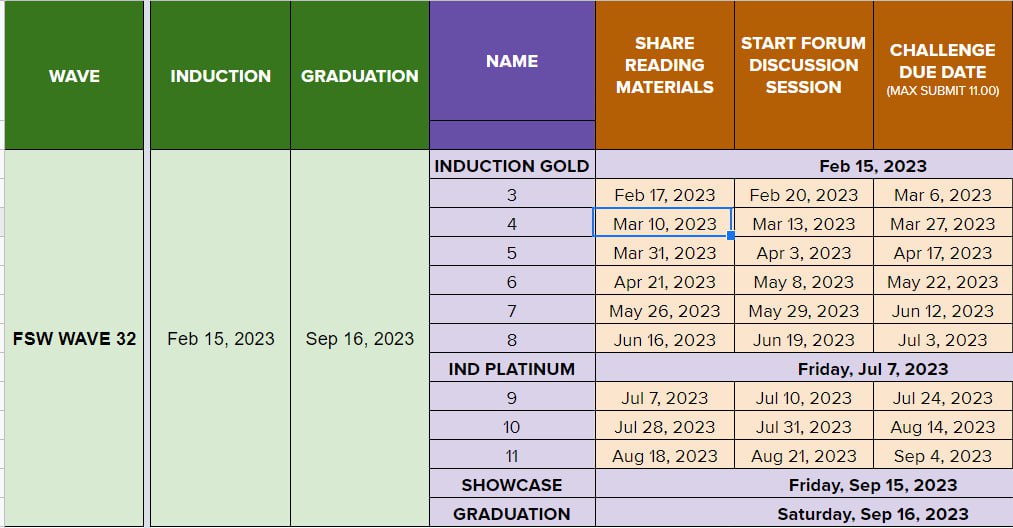 WAVE
INDUCTION
GRADUATION
NAME
SHARE
READING
MATERIALS
START FORUM
DISCUSSION
SESSION
CHALLENGE
DUE DATE
(MAX SUBMIT 11.00)
FSW WAVE 32
Feb 15, 2023
Sep 16, 2023
INDUCTION GOLD Feb 15, 2023
3 Feb 17, 2023 Feb 20, 2023 Mar 6, 2023
4 Mar 10, 2023 Mar 13, 2023 Mar 27, 2023
5 Mar 31, 2023 Apr 3, 2023 Apr 17, 2023
6 Apr 21, 2023 May 8, 2023 May 22, 2023
7 May 26, 2023 May 29, 2023 Jun 12, 2023
8 Jun 16, 2023 Jun 19, 2023 Jul 3, 2023
IND PLATINUM Friday, Jul 7, 2023
9 Jul 7, 2023 Jul 10, 2023 Jul 24, 2023
10 Jul 28, 2023 Jul 31, 2023 Aug 14, 2023
11 Aug 18, 2023 Aug 21, 2023 Sep 4, 2023
SHOWCASE Friday, Sep 15, 2023
GRADUATION Saturday, Sep 16, 2023